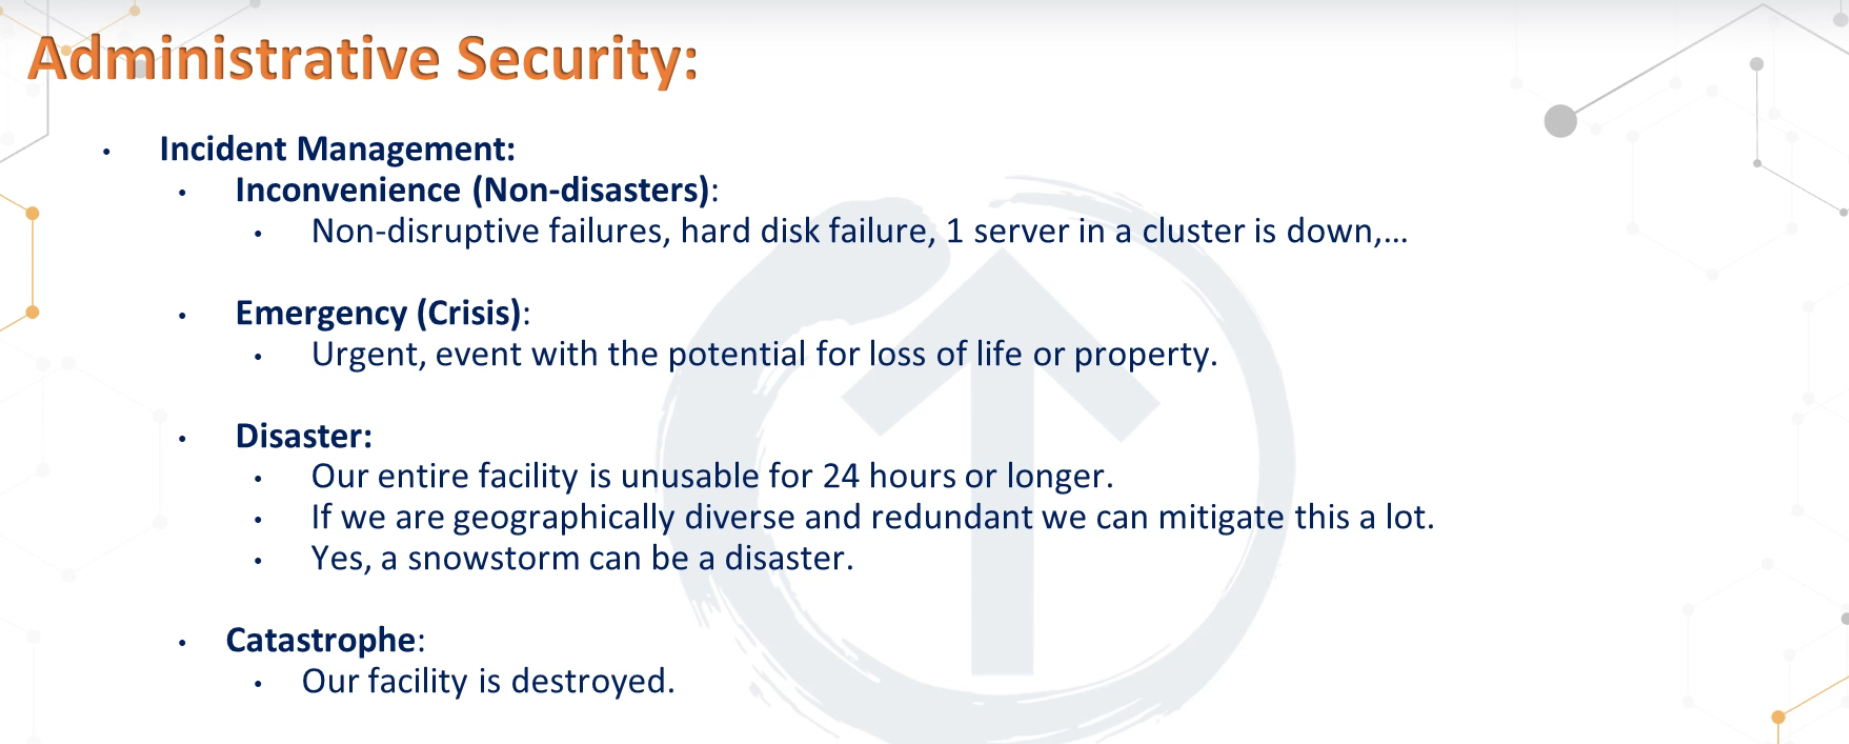 Administrative Security:
• Incident Management:
• Inconvenience (Non-disasters):
• Non-disruptive failures, hard disk failure, 1 server in a cluster is down,...
• Emergency (Crisis):
• Urgent, event with the potential for loss of life or property.
• Disaster:
• Our entire facility is unusable for 24 hours or longer.
• If we are geographically diverse and redundant we can mitigate this a lot.
• Yes, a snowstorm can be a disaster.
• Catastrophe:
• Our facility is destroyed.